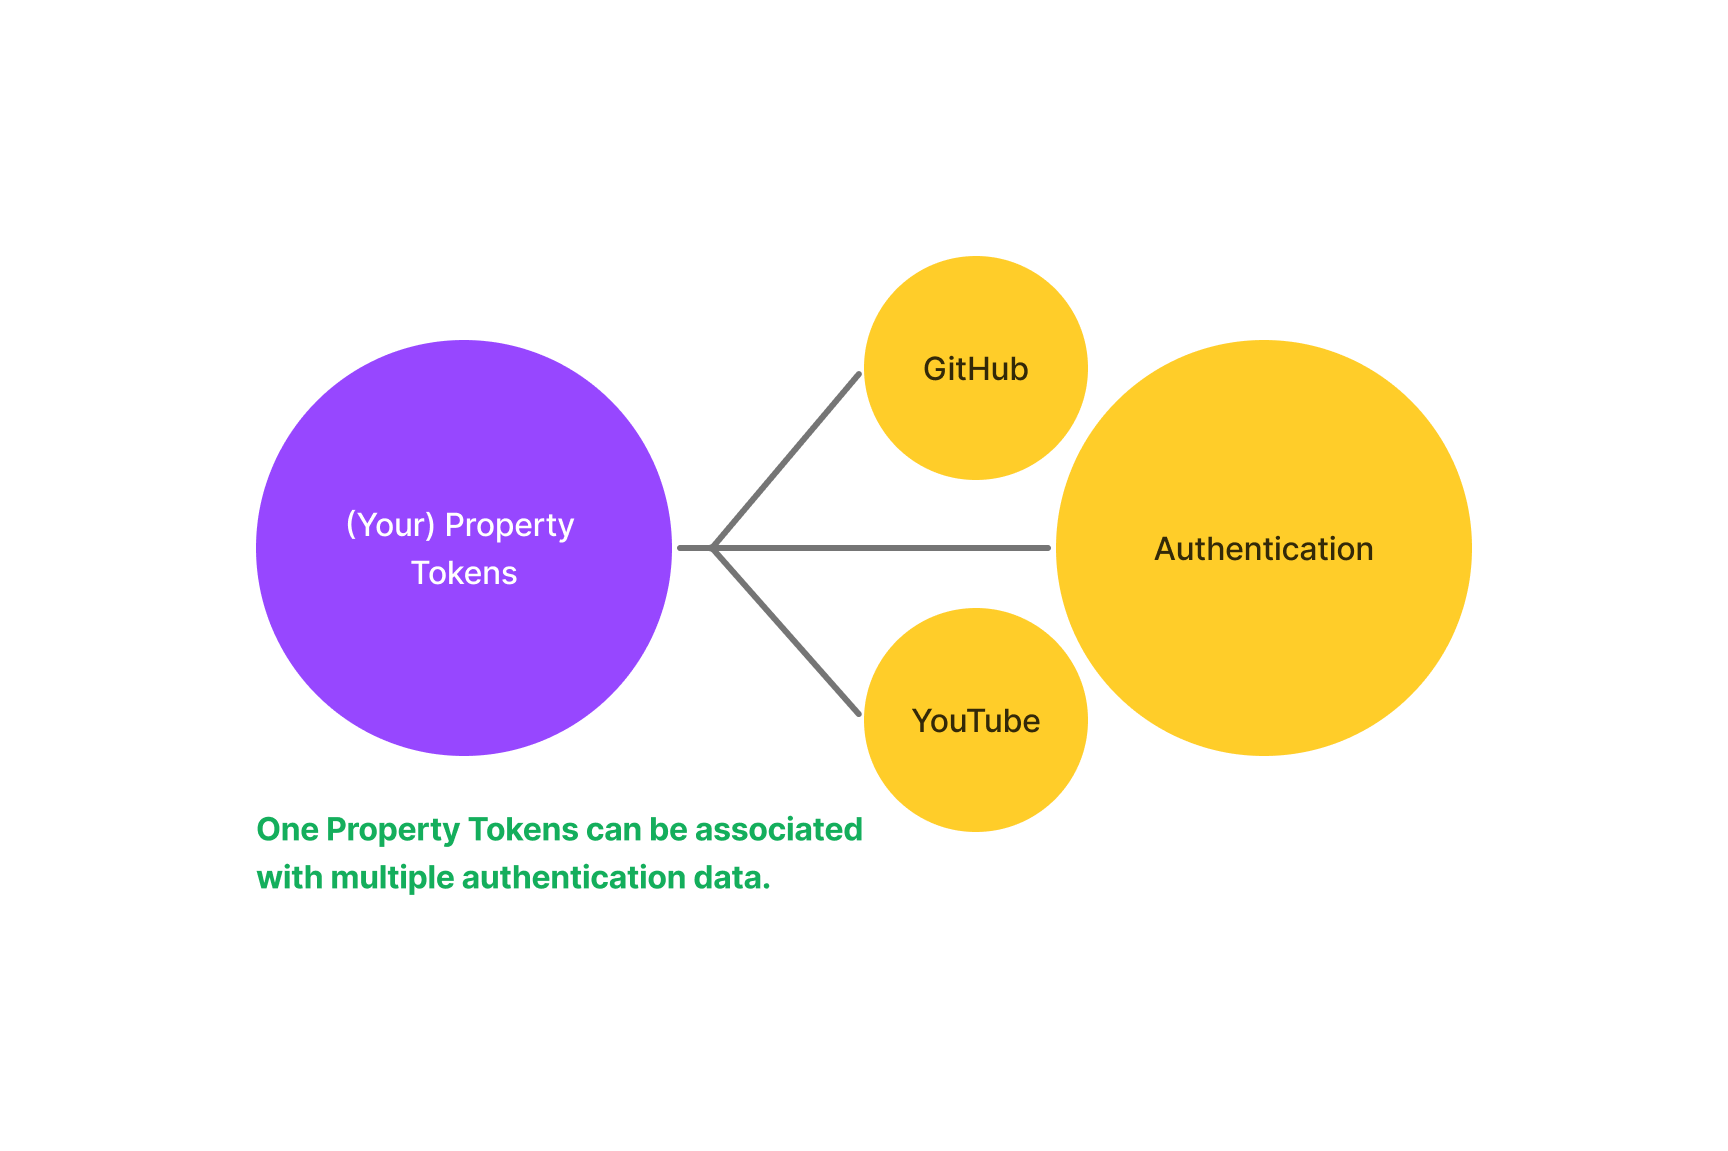 GitHub
(Your) Property
Tokens
Authentication
YouTube
One Property Tokens can be associated
with multiple authentication data.